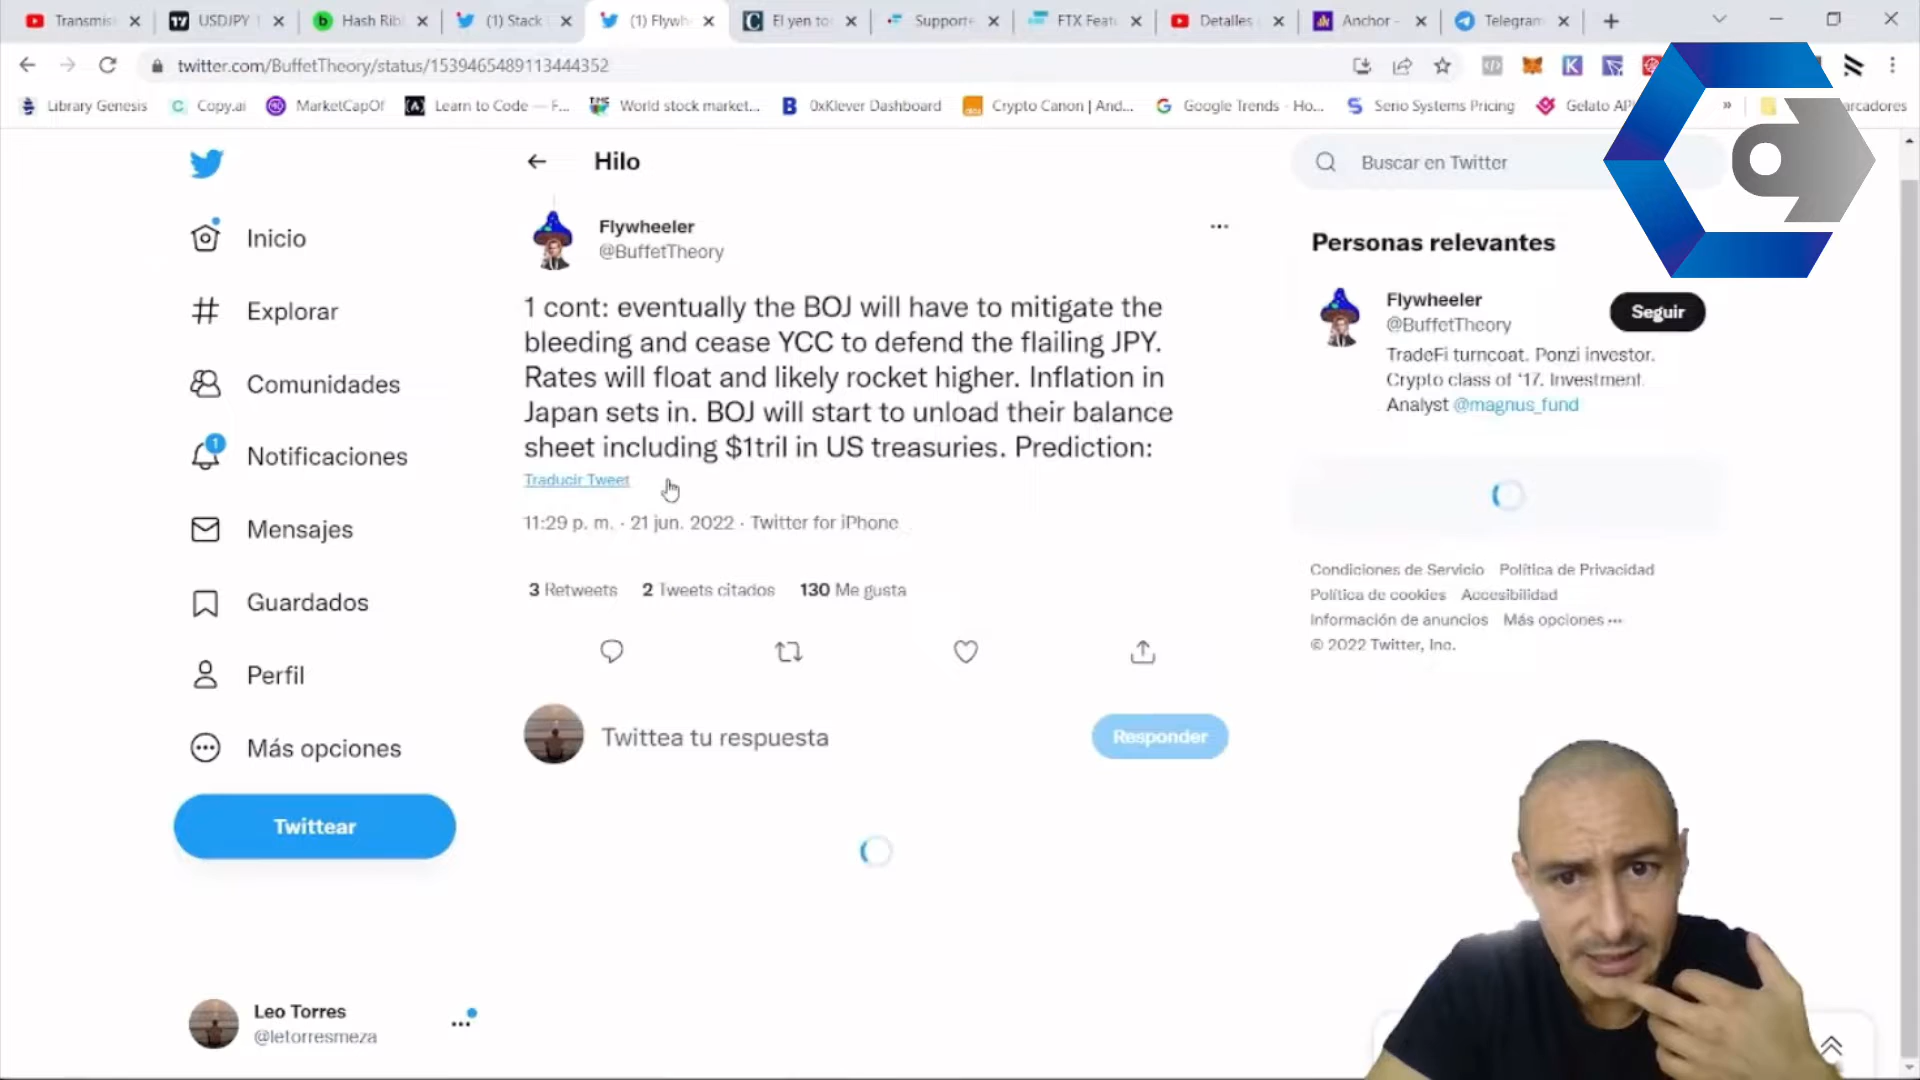 Transmis
USDJPY
Hash Rib
(1) Stack
(1) Flywh
El yen to
Supporte
FTX Feat
Detalles
Anchor -
Telegram
twitter.com/BuffetTheory/status/1539465489113444352
Library Genesis
Copy.ai
MarketCapOf
Learn to Code — F...
World stock market...
0xKlever Dashboard
Crypto Canon | And...
Google Trends - Ho...
Serio Systems Pricing
Gelato AP
»
arcadores
Hilo
Buscar en Twitter
Inicio
Explorar
Comunidades
1
Notificaciones
Mensajes
Guardados
Perfil
Más opciones
Twittear
Leo Torres
@letorresmeza
Flywheeler
@BuffetTheory
1 cont: eventually the BOJ will have to mitigate the
bleeding and cease YCC to defend the flailing JPY.
Rates will float and likely rocket higher. Inflation in
Japan sets in. BOJ will start to unload their balance
sheet including $1tril in US treasuries. Prediction:
Traducir Tweet
11:29 p. m. · 21 jun. 2022 · Twitter for iPhone
3 Retweets 2 Tweets citados 130 Me gusta
Twittea tu respuesta
Responder
Personas relevantes
Flywheeler
@BuffetTheory
Seguir
TradeFi turncoat. Ponzi investor.
Crypto class of '17. Investment
Analyst @magnus_fund
Condiciones de Servicio Política de Privacidad
Política de cookies Accesibilidad
Información de anuncios Más opciones ···
© 2022 Twitter, Inc.